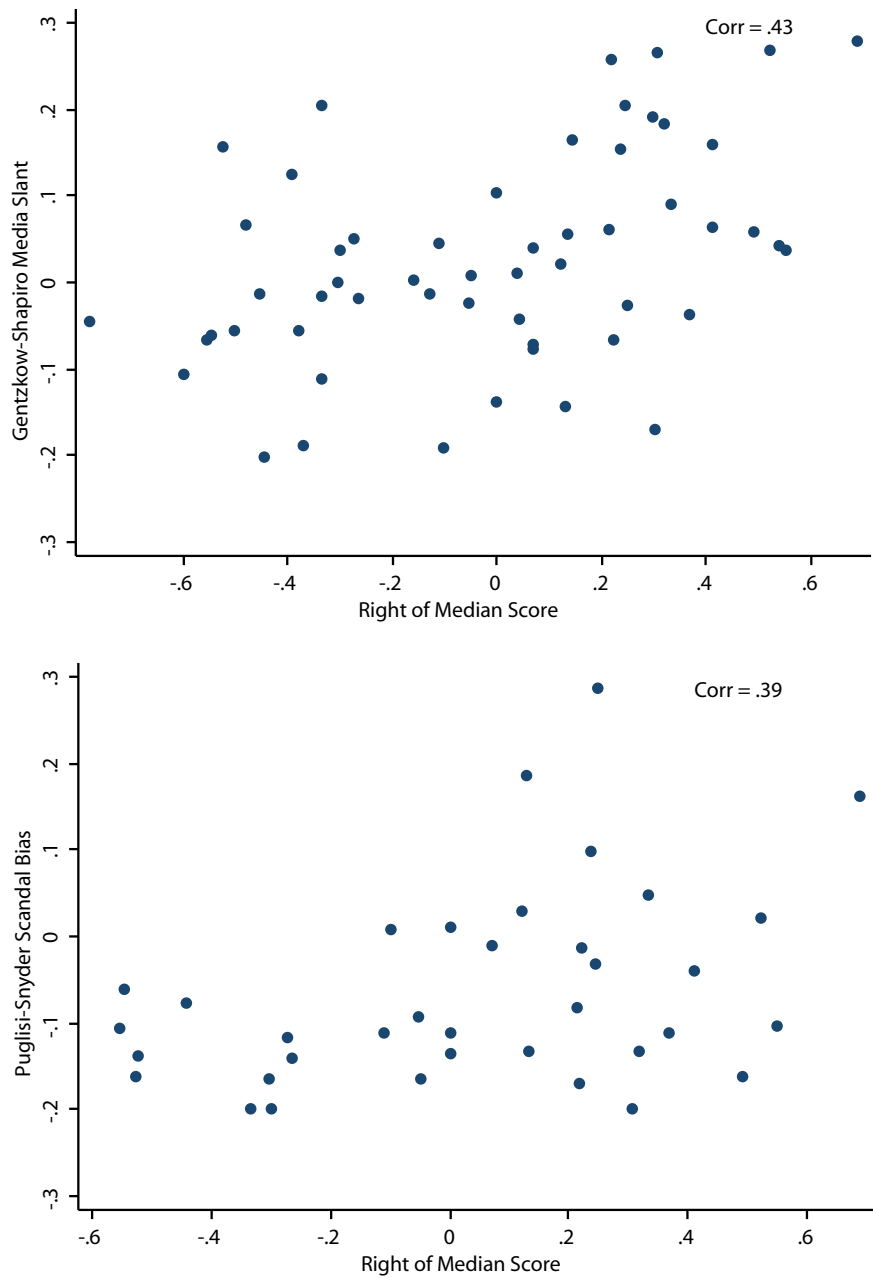 Corr = .43
.3
.2
.1
0
-.1
-.2
-.3
Gentzkow-Shapiro Media Slant
-.6 -.4 -.2 0 .2 .4 .6
Right of Median Score
Corr = .39
.3
.2
.1
0
-.1
-.2
-.3
Puglisi-Snyder Scandal Bias
-.6 -.4 -.2 0 .2 .4 .6
Right of Median Score